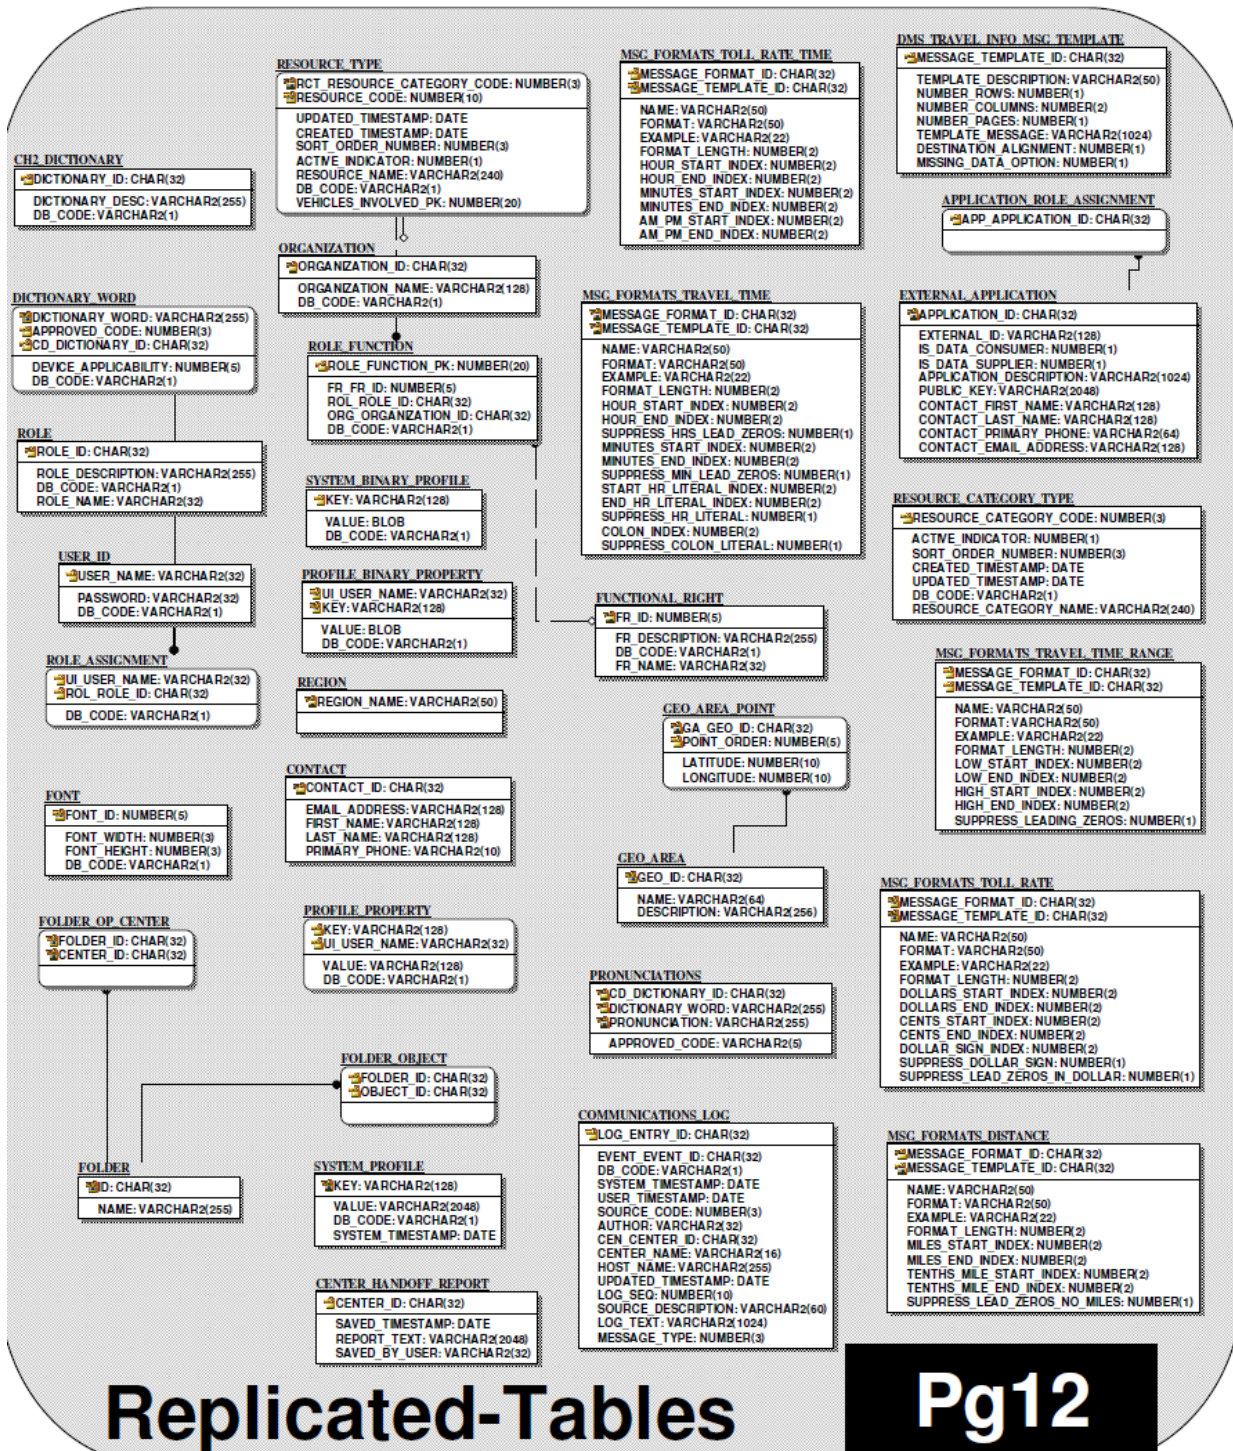 CH2_DICTIONARY
DICTIONARY_ID: CHAR(32)
DICTIONARY_DESC: VARCHAR2(255)
DB_CODE: VARCHAR2(1)
DICTIONARY_WORD
DICTIONARY_WORD: VARCHAR2(255)
APPROVED_CODE: NUMBER(3)
CD_DICTIONARY_ID: CHAR(32)
DEVICE_APPLICABILITY: NUMBER(5)
DB_CODE: VARCHAR2(1)
ROLE
ROLE_ID: CHAR(32)
ROLE_DESCRIPTION: VARCHAR2(255)
DB_CODE: VARCHAR2(1)
ROLE_NAME: VARCHAR2(32)
USER_ID
USER_NAME: VARCHAR2(32)
PASSWORD: VARCHAR2(32)
DB_CODE: VARCHAR2(1)
ROLE_ASSIGNMENT
UI_USER_NAME: VARCHAR2(32)
ROL_ROLE_ID: CHAR(32)
DB_CODE: VARCHAR2(1)
FONT
FONT_ID: NUMBER(5)
FONT_WIDTH: NUMBER(3)
FONT_HEIGHT: NUMBER(3)
DB_CODE: VARCHAR2(1)
FOLDER_OP_CENTER
FOLDER_ID: CHAR(32)
CENTER_ID: CHAR(32)
FOLDER
ID: CHAR(32)
NAME: VARCHAR2(255)
RESOURCE_TYPE
RCT_RESOURCE_CATEGORY_CODE: NUMBER(3)
RESOURCE_CODE: NUMBER(10)
UPDATED_TIMESTAMP: DATE
CREATED_TIMESTAMP: DATE
SORT_ORDER_NUMBER: NUMBER(3)
ACTIVE_INDICATOR: NUMBER(1)
RESOURCE_NAME: VARCHAR2(240)
DB_CODE: VARCHAR2(1)
VEHICLES_INVOLVED_PK: NUMBER(20)
ORGANIZATION
ORGANIZATION_ID: CHAR(32)
ORGANIZATION_NAME: VARCHAR2(128)
DB_CODE: VARCHAR2(1)
ROLE_FUNCTION
ROLE_FUNCTION_PK: NUMBER(20)
FR_FR_ID: NUMBER(5)
ROL_ROLE_ID: CHAR(32)
ORG_ORGANIZATION_ID: CHAR(32)
DB_CODE: VARCHAR2(1)
SYSTEM_BINARY_PROFILE
KEY: VARCHAR2(128)
VALUE: BLOB
DB_CODE: VARCHAR2(1)
PROFILE_BINARY_PROPERTY
UI_USER_NAME: VARCHAR2(32)
KEY: VARCHAR2(128)
VALUE: BLOB
DB_CODE: VARCHAR2(1)
REGION
REGION_NAME: VARCHAR2(50)
CONTACT
CONTACT_ID: CHAR(32)
EMAIL_ADDRESS: VARCHAR2(128)
FIRST_NAME: VARCHAR2(128)
LAST_NAME: VARCHAR2(128)
PRIMARY_PHONE: VARCHAR2(10)
PROFILE_PROPERTY
KEY: VARCHAR2(128)
UI_USER_NAME: VARCHAR2(32)
VALUE: VARCHAR2(128)
DB_CODE: VARCHAR2(1)
FOLDER_OBJECT
FOLDER_ID: CHAR(32)
OBJECT_ID: CHAR(32)
SYSTEM_PROFILE
KEY: VARCHAR2(128)
VALUE: VARCHAR2(2048)
DB_CODE: VARCHAR2(1)
SYSTEM_TIMESTAMP: DATE
CENTER_HANDOFF_REPORT
CENTER_ID: CHAR(32)
SAVED_TIMESTAMP: DATE
REPORT_TEXT: VARCHAR2(2048)
SAVED_BY_USER: VARCHAR2(32)
MSG_FORMATS_TOLL_RATE_TIME
MESSAGE_FORMAT_ID: CHAR(32)
MESSAGE_TEMPLATE_ID: CHAR(32)
NAME: VARCHAR2(50)
FORMAT: VARCHAR2(50)
EXAMPLE: VARCHAR2(22)
FORMAT_LENGTH: NUMBER(2)
HOUR_START_INDEX: NUMBER(2)
HOUR_END_INDEX: NUMBER(2)
MINUTES_START_INDEX: NUMBER(2)
MINUTES_END_INDEX: NUMBER(2)
AM_PM_START_INDEX: NUMBER(2)
AM_PM_END_INDEX: NUMBER(2)
MSG_FORMATS_TRAVEL_TIME
MESSAGE_FORMAT_ID: CHAR(32)
MESSAGE_TEMPLATE_ID: CHAR(32)
NAME: VARCHAR2(50)
FORMAT: VARCHAR2(50)
EXAMPLE: VARCHAR2(22)
FORMAT_LENGTH: NUMBER(2)
HOUR_START_INDEX: NUMBER(2)
HOUR_END_INDEX: NUMBER(2)
SUPPRESS_HRS_LEAD_ZEROS: NUMBER(1)
MINUTES_START_INDEX: NUMBER(2)
MINUTES_END_INDEX: NUMBER(2)
SUPPRESS_MIN_LEAD_ZEROS: NUMBER(1)
START_HR_LITERAL_INDEX: NUMBER(2)
END_HR_LITERAL_INDEX: NUMBER(2)
SUPPRESS_HR_LITERAL: NUMBER(1)
COLON_INDEX: NUMBER(2)
SUPPRESS_COLON_LITERAL: NUMBER(1)
FUNCTIONAL_RIGHT
FR_ID: NUMBER(5)
FR_DESCRIPTION: VARCHAR2(255)
DB_CODE: VARCHAR2(1)
FR_NAME: VARCHAR2(32)
GEO_AREA_POINT
GA_GEO_ID: CHAR(32)
POINT_ORDER: NUMBER(5)
LATITUDE: NUMBER(10)
LONGITUDE: NUMBER(10)
GEO_AREA
GEO_ID: CHAR(32)
NAME: VARCHAR2(64)
DESCRIPTION: VARCHAR2(256)
PRONUNCIATIONS
CD_DICTIONARY_ID: CHAR(32)
DICTIONARY_WORD: VARCHAR2(255)
PRONUNCIATION: VARCHAR2(255)
APPROVED_CODE: VARCHAR2(5)
COMMUNICATIONS_LOG
LOG_ENTRY_ID: CHAR(32)
EVENT_EVENT_ID: CHAR(32)
DB_CODE: VARCHAR2(1)
SYSTEM_TIMESTAMP: DATE
USER_TIMESTAMP: DATE
SOURCE_CODE: NUMBER(3)
AUTHOR: VARCHAR2(32)
CEN_CENTER_ID: CHAR(32)
CENTER_NAME: VARCHAR2(16)
HOST_NAME: VARCHAR2(255)
UPDATED_TIMESTAMP: DATE
LOG_SEQ: NUMBER(10)
SOURCE_DESCRIPTION: VARCHAR2(60)
LOG_TEXT: VARCHAR2(1024)
MESSAGE_TYPE: NUMBER(3)
DMS_TRAVEL_INFO_MSG_TEMPLATE
MESSAGE_TEMPLATE_ID: CHAR(32)
TEMPLATE_DESCRIPTION: VARCHAR2(50)
NUMBER_ROWS: NUMBER(1)
NUMBER_COLUMNS: NUMBER(2)
NUMBER_PAGES: NUMBER(1)
TEMPLATE_MESSAGE: VARCHAR2(1024)
DESTINATION_ALIGNMENT: NUMBER(1)
MISSING_DATA_OPTION: NUMBER(1)
APPLICATION_ROLE_ASSIGNMENT
APP_APPLICATION_ID: CHAR(32)
EXTERNAL_APPLICATION
APPLICATION_ID: CHAR(32)
EXTERNAL_ID: VARCHAR2(128)
IS_DATA_CONSUMER: NUMBER(1)
IS_DATA_SUPPLIER: NUMBER(1)
APPLICATION_DESCRIPTION: VARCHAR2(1024)
PUBLIC_KEY: VARCHAR2(2048)
CONTACT_FIRST_NAME: VARCHAR2(128)
CONTACT_LAST_NAME: VARCHAR2(128)
CONTACT_PRIMARY_PHONE: VARCHAR2(64)
CONTACT_EMAIL_ADDRESS: VARCHAR2(128)
RESOURCE_CATEGORY_TYPE
RESOURCE_CATEGORY_CODE: NUMBER(3)
ACTIVE_INDICATOR: NUMBER(1)
SORT_ORDER_NUMBER: NUMBER(3)
CREATED_TIMESTAMP: DATE
UPDATED_TIMESTAMP: DATE
DB_CODE: VARCHAR2(1)
RESOURCE_CATEGORY_NAME: VARCHAR2(240)
MSG_FORMATS_TRAVEL_TIME_RANGE
MESSAGE_FORMAT_ID: CHAR(32)
MESSAGE_TEMPLATE_ID: CHAR(32)
NAME: VARCHAR2(50)
FORMAT: VARCHAR2(50)
EXAMPLE: VARCHAR2(22)
FORMAT_LENGTH: NUMBER(2)
LOW_START_INDEX: NUMBER(2)
LOW_END_INDEX: NUMBER(2)
HIGH_START_INDEX: NUMBER(2)
HIGH_END_INDEX: NUMBER(2)
SUPPRESS_LEADING_ZEROS: NUMBER(1)
MSG_FORMATS_TOLL_RATE
MESSAGE_FORMAT_ID: CHAR(32)
MESSAGE_TEMPLATE_ID: CHAR(32)
NAME: VARCHAR2(50)
FORMAT: VARCHAR2(50)
EXAMPLE: VARCHAR2(22)
FORMAT_LENGTH: NUMBER(2)
DOLLARS_START_INDEX: NUMBER(2)
DOLLARS_END_INDEX: NUMBER(2)
CENTS_START_INDEX: NUMBER(2)
CENTS_END_INDEX: NUMBER(2)
DOLLAR_SIGN_INDEX: NUMBER(2)
SUPPRESS_DOLLAR_SIGN: NUMBER(1)
SUPPRESS_LEAD_ZEROS_IN_DOLLAR: NUMBER(1)
MSG_FORMATS_DISTANCE
MESSAGE_FORMAT_ID: CHAR(32)
MESSAGE_TEMPLATE_ID: CHAR(32)
NAME: VARCHAR2(50)
FORMAT: VARCHAR2(50)
EXAMPLE: VARCHAR2(22)
FORMAT_LENGTH: NUMBER(2)
MILES_START_INDEX: NUMBER(2)
MILES_END_INDEX: NUMBER(2)
TENTHS_MILE_START_INDEX: NUMBER(2)
TENTHS_MILE_END_INDEX: NUMBER(2)
SUPPRESS_LEAD_ZEROS_NO_MILES: NUMBER(1)
Replicated-Tables
Pg12